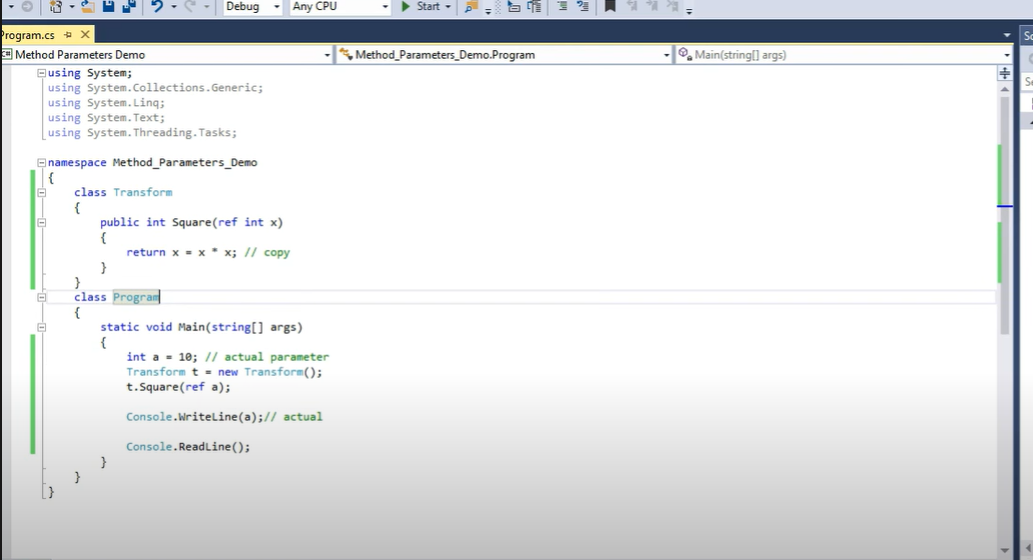 Debug Any CPU Start
Program.cs
Method Parameters Demo Method_Parameters_Demo.Program Main(string[] args)
using System;
using System.Collections.Generic;
using System.Linq;
using System.Text;
using System.Threading.Tasks;
namespace Method_Parameters_Demo
{
class Transform
{
public int Square(ref int x)
{
return x = x * x; // copy
}
}
class Program
{
static void Main(string[] args)
{
int a = 10; // actual parameter
Transform t = new Transform();
t.Square(ref a);
Console.WriteLine(a);// actual
Console.ReadLine();
}
}
}